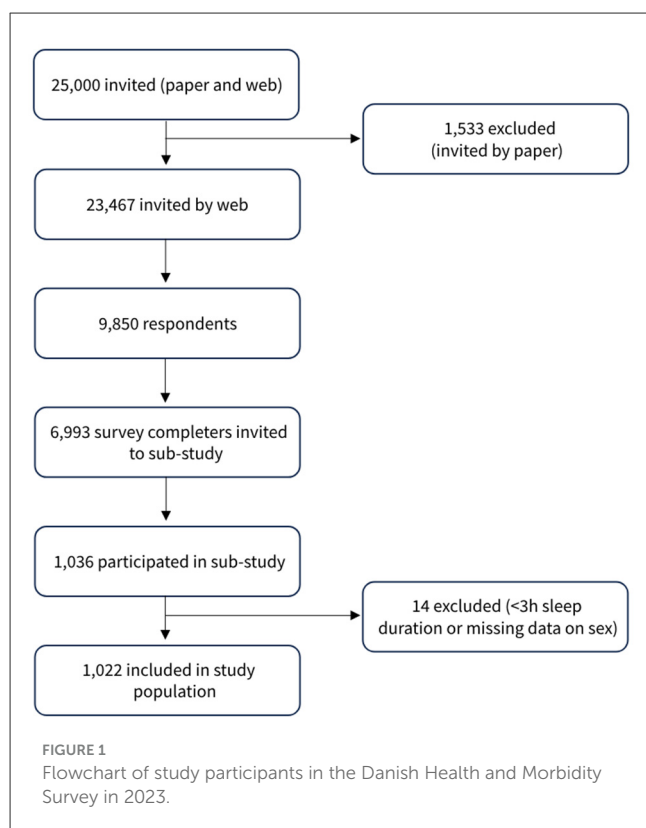 25,000 invited (paper and web)
1,533 excluded
(invited by paper)
23,467 invited by web
9,850 respondents
6,993 survey completers invited
to sub-study
1,036 participated in sub-study
14 excluded (<3h sleep
duration or missing data on sex)
1,022 included in study
population
FIGURE 1
Flowchart of study participants in the Danish Health and Morbidity
Survey in 2023.